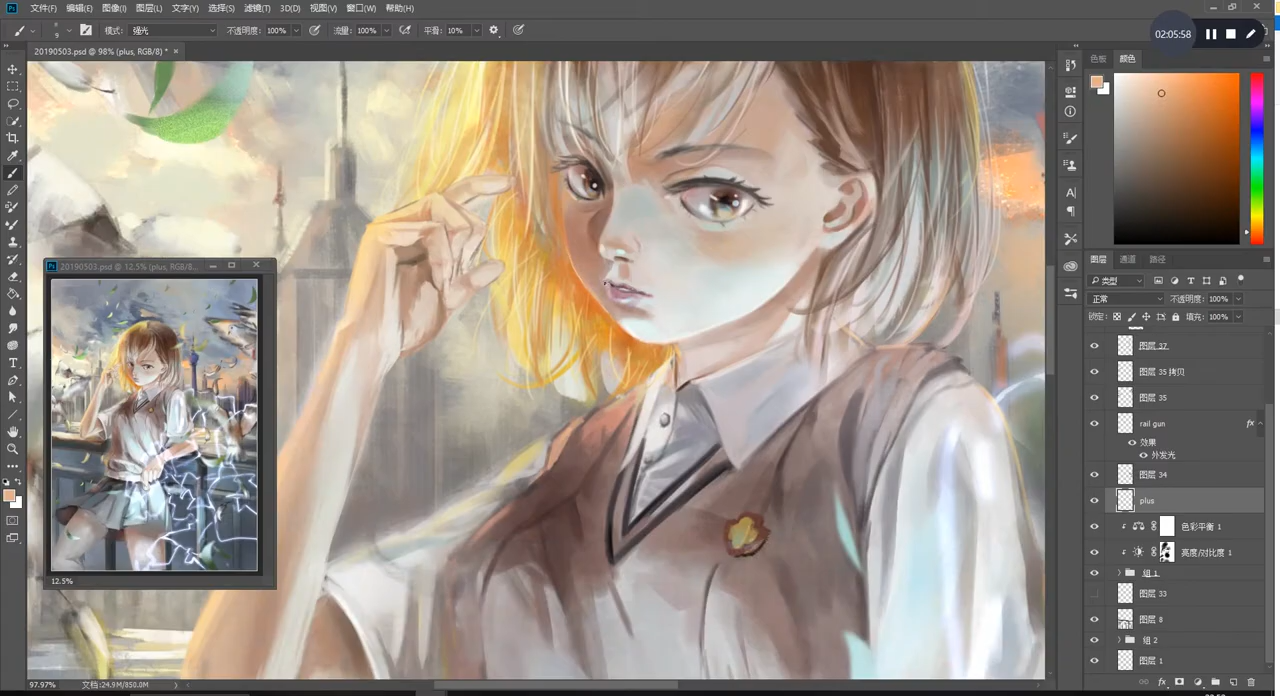 Ps 文件(F) 编辑(E) 图像(I) 图层(L) 文字(Y) 选择(S) 滤镜(T) 3D(D) 视图(V) 窗口(W) 帮助(H)
02:05:58
9 模式: 强光 不透明度: 100% 流量: 100% 平滑: 10%
20190503.psd @ 98% (plus, RGB/8) * ×
色板 颜色
Ps 20190503.psd @ 12.5% (plus, RGB/8...
12.5%
图层 通道 路径
类型
正常 不透明度: 100%
锁定: 填充: 100%
图层 37
图层 35 拷贝
图层 35
rail gun fx
效果
外发光
图层 34
plus
色彩平衡 1
亮度/对比度 1
组 1
图层 33
图层 8
组 2
图层 1
97.97% 文档:24.9M/850.0M